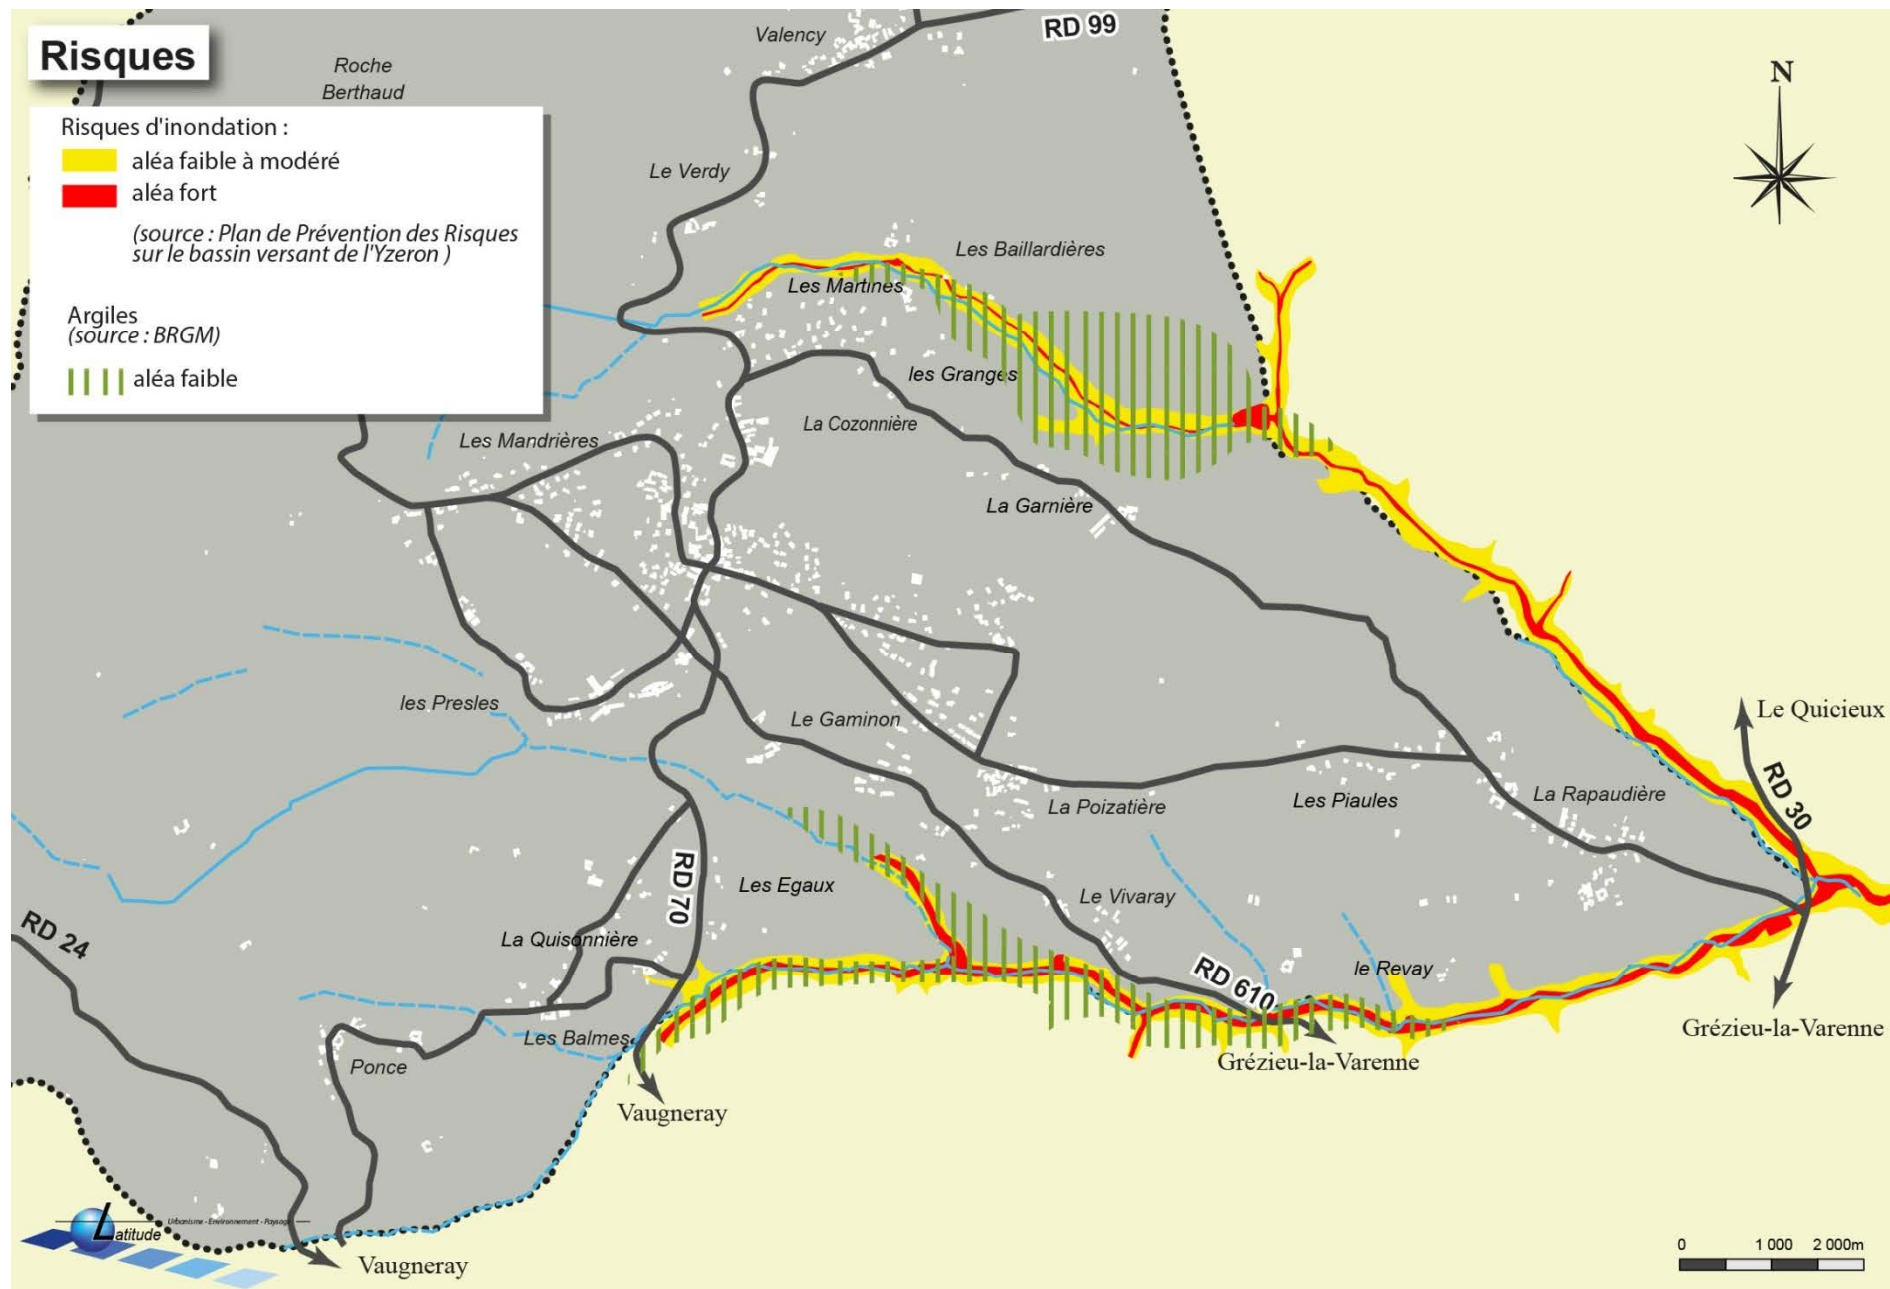 Risques
Risques d'inondation :
aléa faible à modéré
aléa fort
(source : Plan de Prévention des Risques
sur le bassin versant de l'Yzeron )
Argiles
(source : BRGM)
aléa faible
Roche
Berthaud
Valency
RD 99
N
Le Verdy
Les Baillardières
Les Martines
les Granges
La Cozonnière
Les Mandrières
La Garnière
les Presles
Le Gaminon
Le Quicieux
RD 30
La Poizatière
Les Piaules
La Rapaudière
RD 70
Les Egaux
Le Vivaray
RD 24
La Quisonnière
RD 610
le Revay
Les Balmes
Ponce
Grézieu-la-Varenne
Grézieu-la-Varenne
Vaugneray
Latitude
Urbanisme - Environnement - Paysage
Vaugneray
0 1 000 2 000m